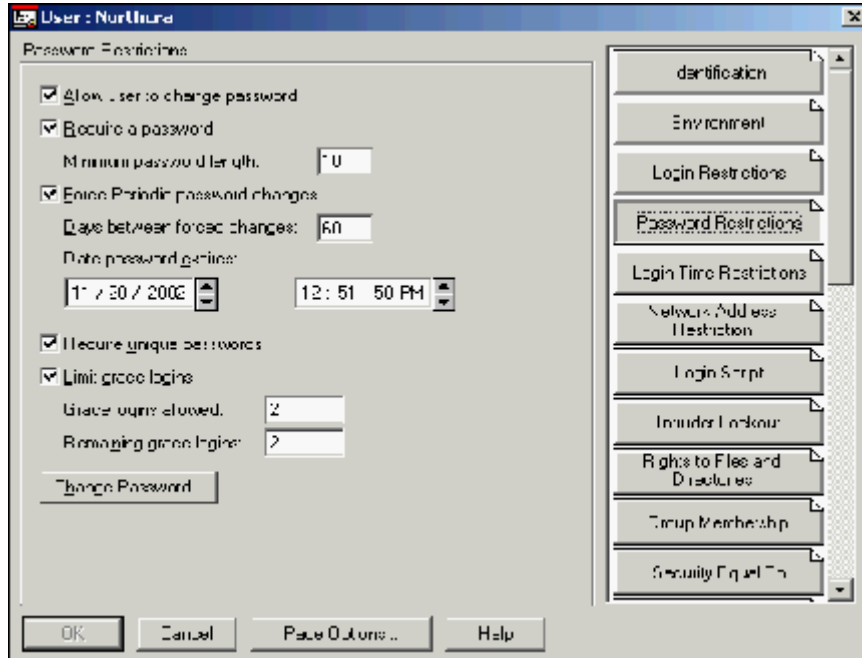 User : Northura
Password Restrictions
Allow user to change password
Require a password
Minimum password length: 10
Force Periodic password changes
Days between forced changes: 60
Date password expires:
11 / 20 / 2002 12 : 51 : 50 PM
Require unique passwords
Limit grace logins
Grace logins allowed: 2
Remaining grace logins: 2
Change Password
Identification
Environment
Login Restrictions
Password Restrictions
Login Time Restrictions
Network Address
Restriction
Login Script
Intruder Lockout
Rights to Files and
Directories
Group Membership
Security Equal To
OK Cancel Page Options... Help